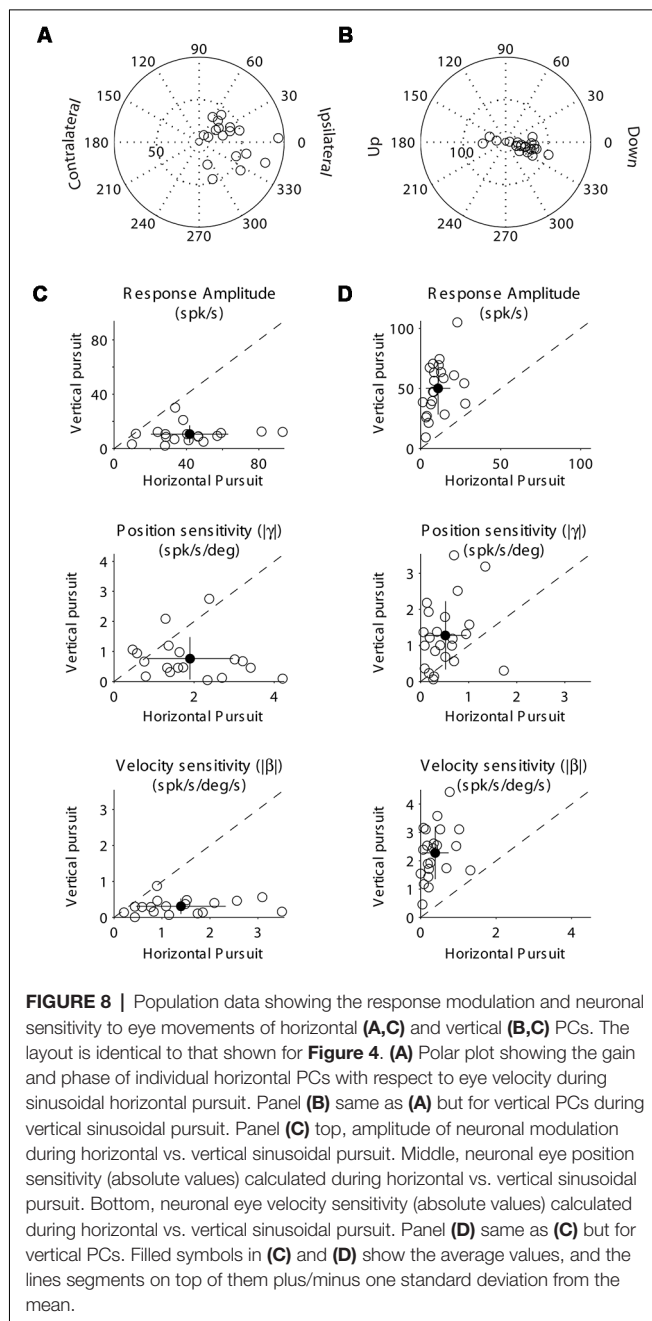 A
B
90
120
60
150
30
180
50
0
210
330
240
300
270
Contralateral
Ipsilateral
90
120
60
150
30
180
100
0
210
330
240
300
270
Up
Down
C
D
Response Amplitude
(spk/s)
80
40
0
0
40
80
Vertical pursuit
Horizontal Pursuit
Response Amplitude
(spk/s)
100
50
0
0
50
100
Vertical pursuit
Horizontal Pursuit
Position sensitivity (|γ|)
(spk/s/deg)
4
3
2
1
0
0
2
4
Vertical pursuit
Horizontal Pursuit
Position sensitivity (|γ|)
(spk/s/deg)
3
2
1
0
0
1
2
3
Vertical pursuit
Horizontal Pursuit
Velocity sensitivity (|β|)
(spk/s/deg/s)
3
2
1
0
0
1
2
3
Vertical pursuit
Horizontal Pursuit
Velocity sensitivity (|β|)
(spk/s/deg/s)
4
3
2
1
0
0
2
4
Vertical pursuit
Horizontal Pursuit
FIGURE 8 | Population data showing the response modulation and neuronal
sensitivity to eye movements of horizontal (A,C) and vertical (B,C) PCs. The
layout is identical to that shown for Figure 4. (A) Polar plot showing the gain
and phase of individual horizontal PCs with respect to eye velocity during
sinusoidal horizontal pursuit. Panel (B) same as (A) but for vertical PCs during
vertical sinusoidal pursuit. Panel (C) top, amplitude of neuronal modulation
during horizontal vs. vertical sinusoidal pursuit. Middle, neuronal eye position
sensitivity (absolute values) calculated during horizontal vs. vertical sinusoidal
pursuit. Bottom, neuronal eye velocity sensitivity (absolute values) calculated
during horizontal vs. vertical sinusoidal pursuit. Panel (D) same as (C) but for
vertical PCs. Filled symbols in (C) and (D) show the average values, and the
lines segments on top of them plus/minus one standard deviation from the
mean.